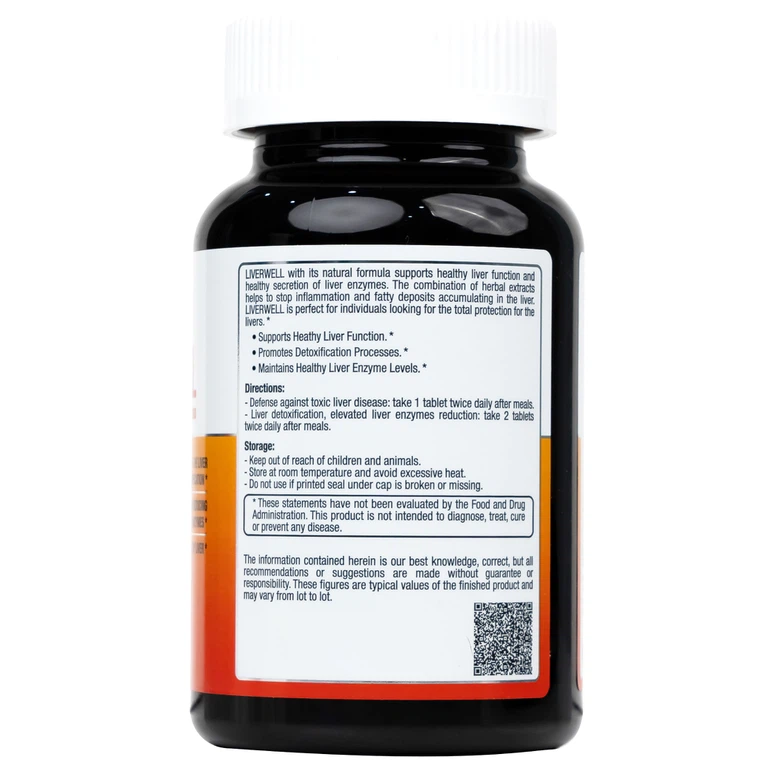 LIVERWELL with its natural formula supports healthy liver function and
healthy secretion of liver enzymes. The combination of herbal extracts
helps to stop inflammation and fatty deposits accumulating in the liver.
LIVERWELL is perfect for individuals looking for the total protection for the
livers. *
• Supports Heathy Liver Function. *
• Promotes Detoxification Processes. *
• Maintains Healthy Liver Enzyme Levels. *
Directions:
- Defense against toxic liver disease: take 1 tablet twice daily after meals.
- Liver detoxification, elevated liver enzymes reduction: take 2 tablets
twice daily after meals.
Storage:
- Keep out of reach of children and animals.
- Store at room temperature and avoid excessive heat.
- Do not use if printed seal under cap is broken or missing.
* These statements have not been evaluated by the Food and Drug
Administration. This product is not intended to diagnose, treat, cure
or prevent any disease.
The information contained herein is our best knowledge, correct, but all
recommendations or suggestions are made without guarantee or
responsibility. These figures are typical values of the finished product and
may vary from lot to lot.